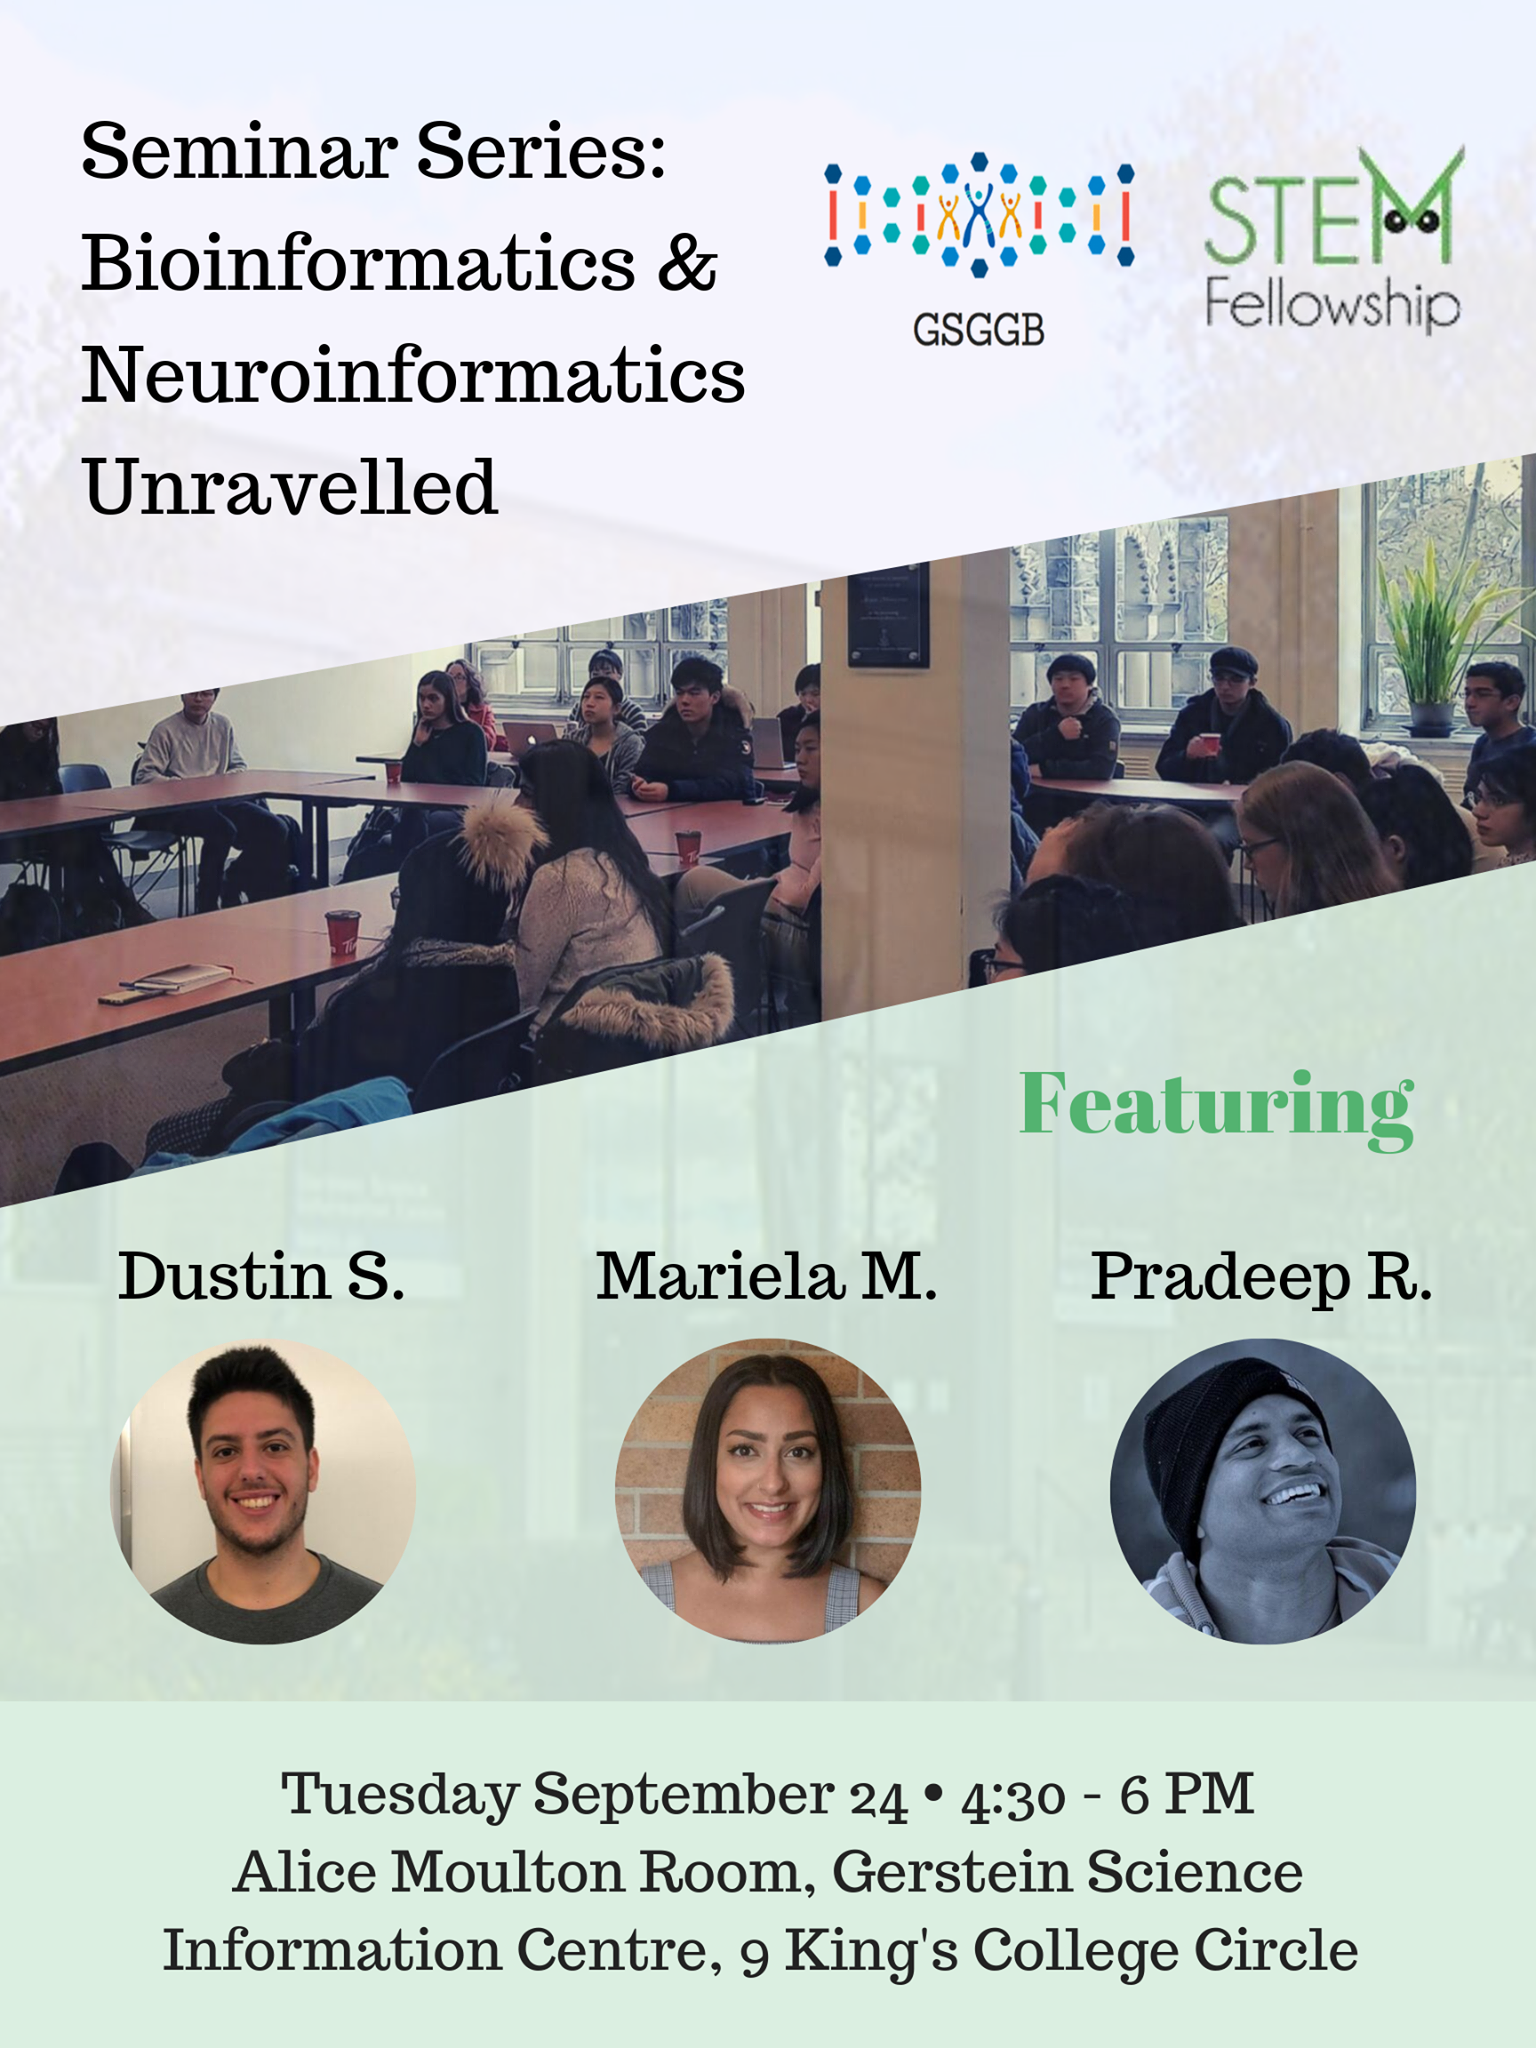 Seminar Series:
Bioinformatics &
Neuroinformatics
Unravelled
GSGGB
STEM
Fellowship
Featuring
Dustin S.
Mariela M.
Pradeep R.
Tuesday September 24 • 4:30 - 6 PM
Alice Moulton Room, Gerstein Science
Information Centre, 9 King's College Circle